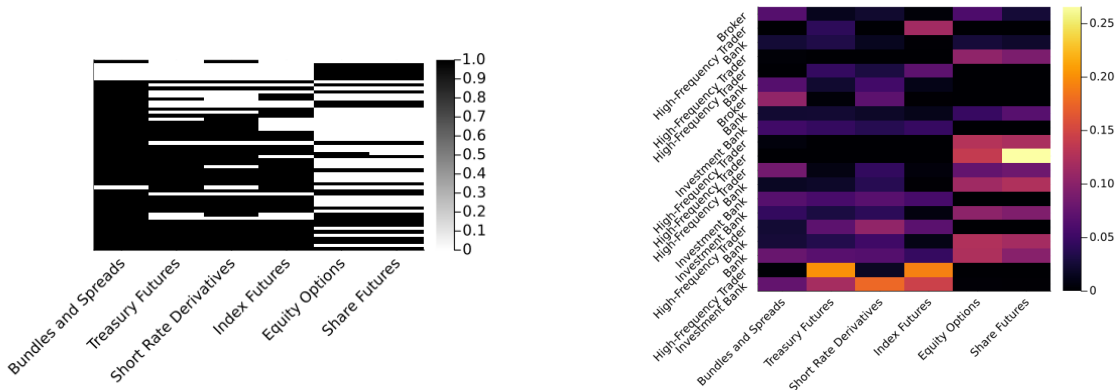 1.0
0.9
0.8
0.7
0.6
0.5
0.4
0.3
0.2
0.1
0
Bundles and Spreads
Treasury Futures
Short Rate Derivatives
Index Futures
Equity Options
Share Futures
Broker
High-Frequency Trader
Bank
High-Frequency Trader
High-Frequency Trader
Bank
Broker
Bank
Investment Bank
High-Frequency Trader
High-Frequency Trader
High-Frequency Trader
Bank
Investment Bank
Investment Bank
High-Frequency Trader
Bank
Bank
High-Frequency Trader
Investment Bank
0.25
0.20
0.15
0.10
0.05
0
Bundles and Spreads
Treasury Futures
Short Rate Derivatives
Index Futures
Equity Options
Share Futures